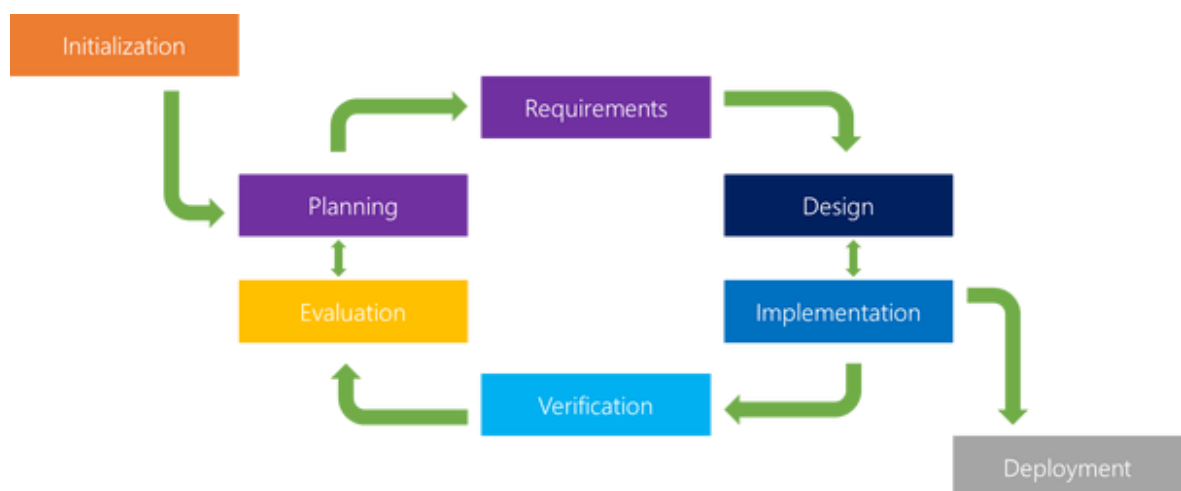 Initialization
Requirements
Planning
Design
Evaluation
Implementation
Verification
Deployment